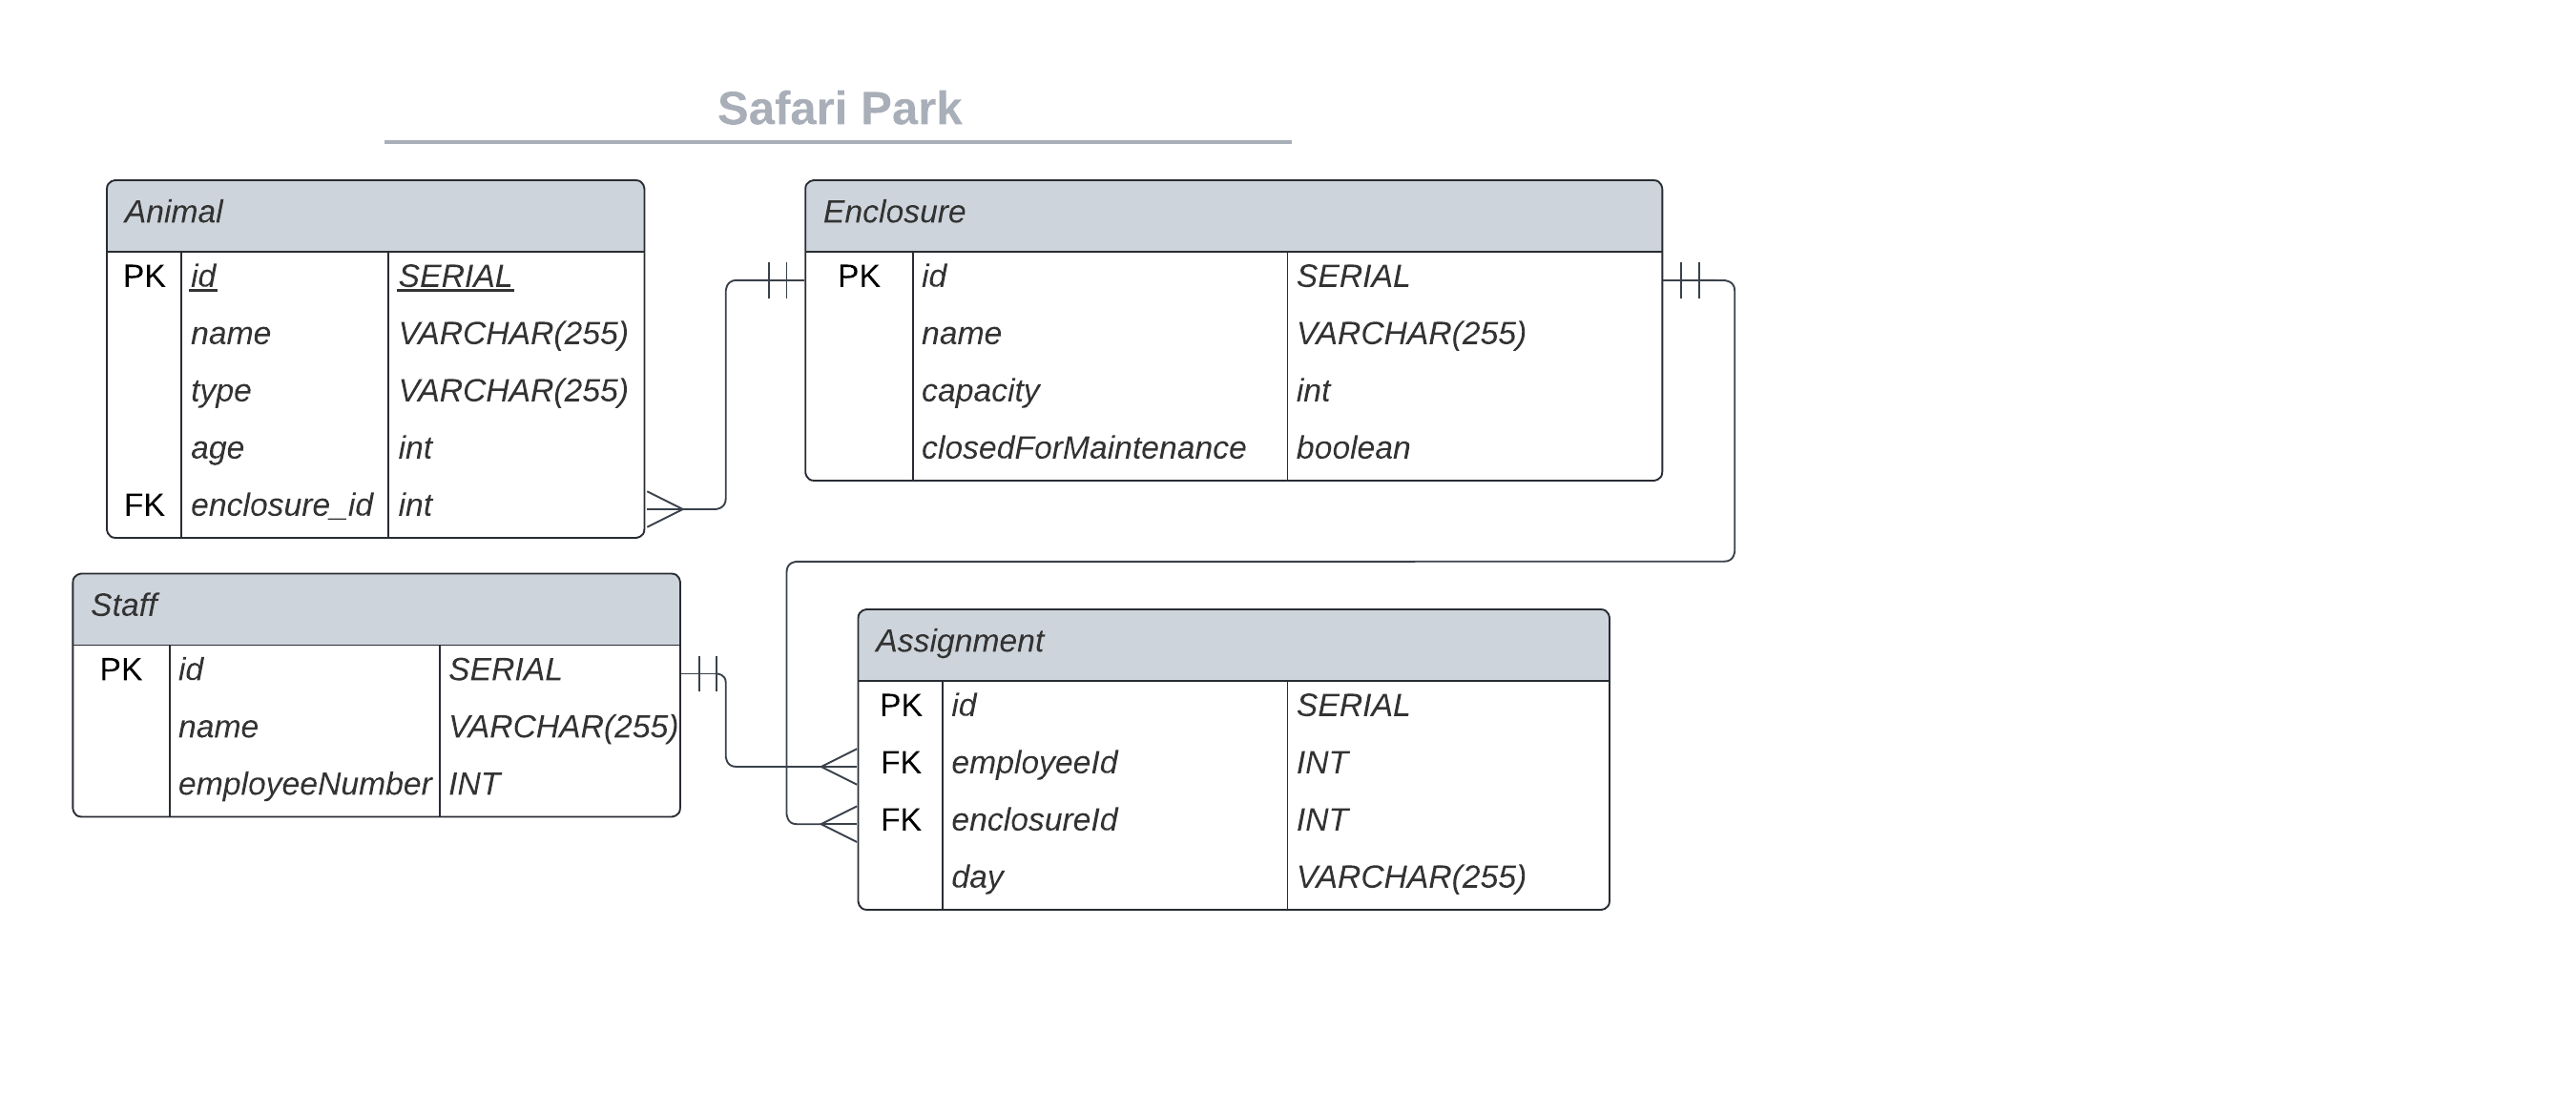 Safari Park
Animal
PK id SERIAL
name VARCHAR(255)
type VARCHAR(255)
age int
FK enclosure_id int
Enclosure
PK id SERIAL
name VARCHAR(255)
capacity int
closedForMaintenance boolean
Staff
PK id SERIAL
name VARCHAR(255)
employeeNumber INT
Assignment
PK id SERIAL
FK employeeId INT
FK enclosureId INT
day VARCHAR(255)